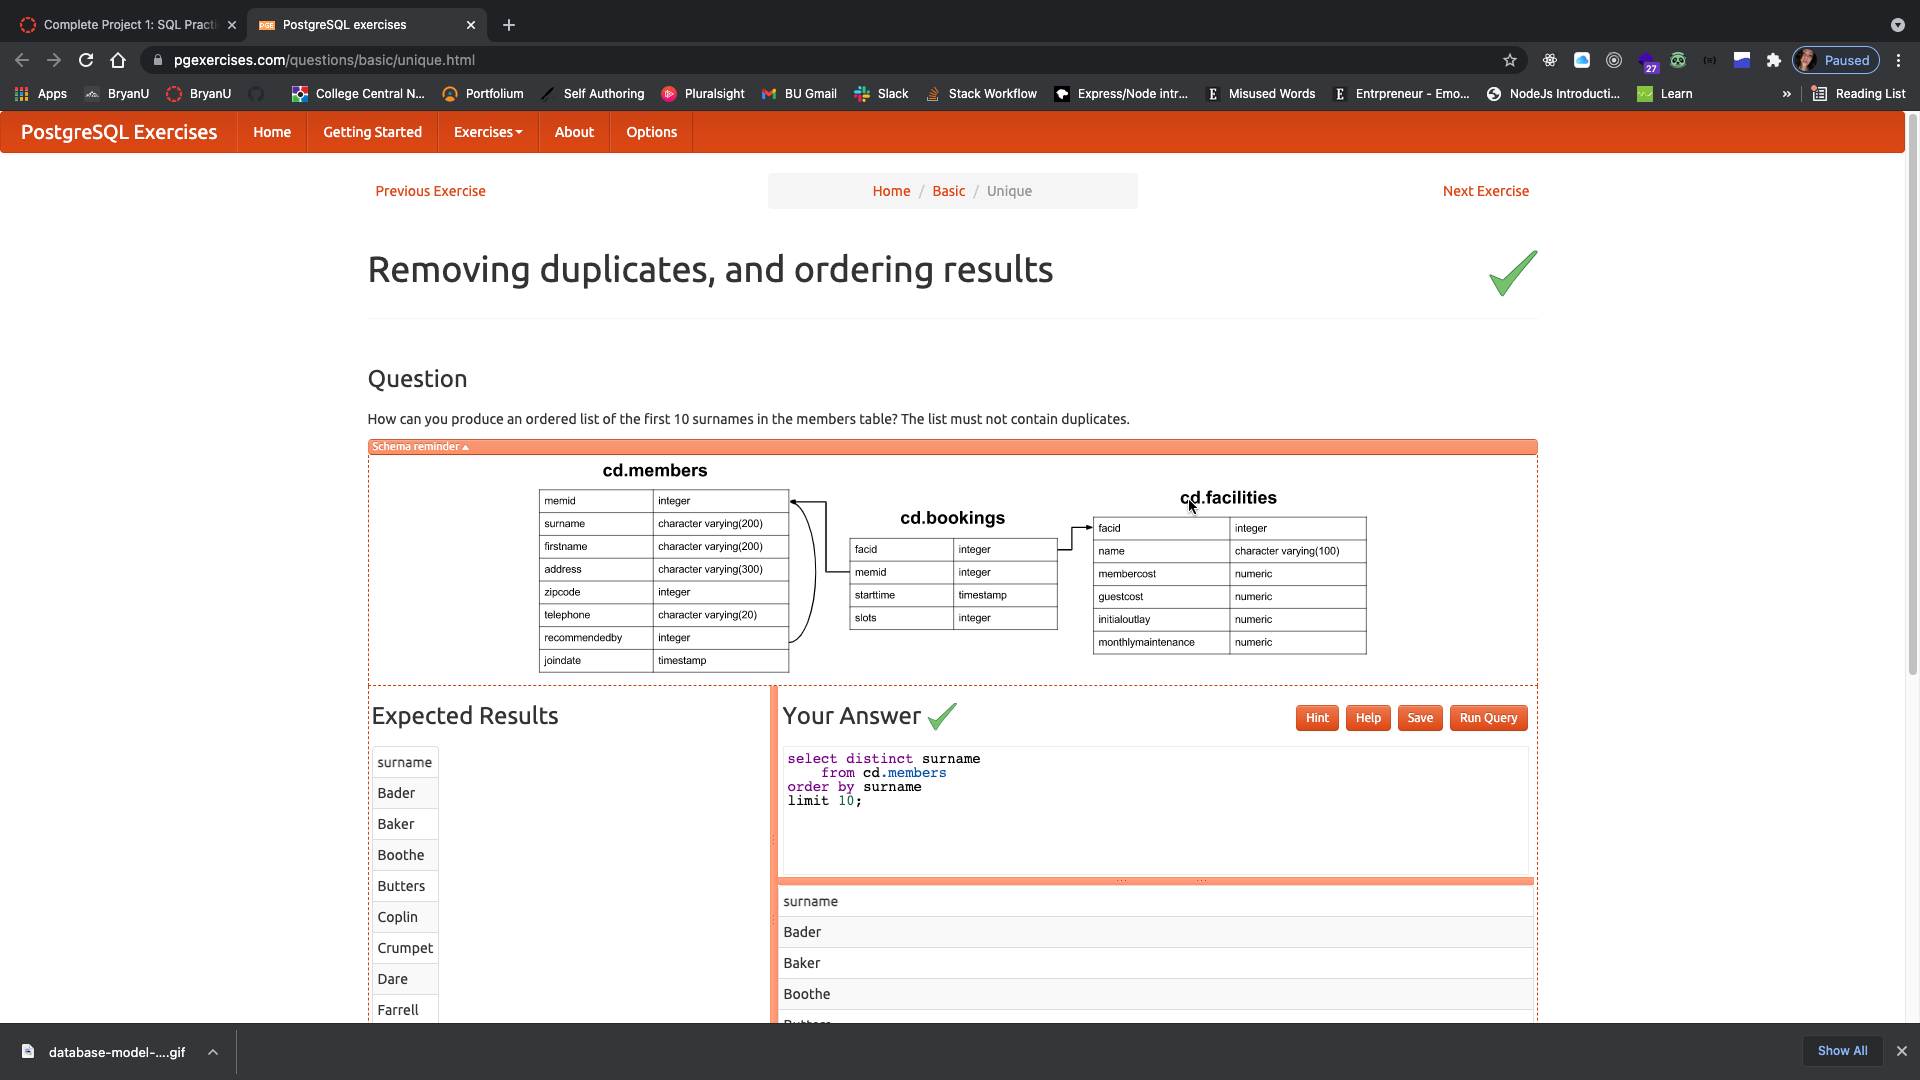 Complete Project 1: SQL Practi
PGE PostgreSQL exercises
pgexercises.com/questions/basic/unique.html
27
Paused
Apps BryanU BryanU College Central N... Portfolium Self Authoring Pluralsight BU Gmail Slack Stack Workflow Express/Node intr... E Misused Words E Entrpreneur - Emo... NodeJs Introducti... Learn » Reading List
PostgreSQL Exercises Home Getting Started Exercises About Options
Previous Exercise Home / Basic / Unique Next Exercise
Removing duplicates, and ordering results
Question
How can you produce an ordered list of the first 10 surnames in the members table? The list must not contain duplicates.
Schema reminder
cd.members
memid integer
surname character varying(200)
firstname character varying(200)
address character varying(300)
zipcode integer
telephone character varying(20)
recommendedby integer
joindate timestamp
cd.bookings
facid integer
memid integer
starttime timestamp
slots integer
cd.facilities
facid integer
name character varying(100)
membercost numeric
guestcost numeric
initialoutlay numeric
monthlymaintenance numeric
Expected Results
surname
Bader
Baker
Boothe
Butters
Coplin
Crumpet
Dare
Farrell
Your Answer
Hint Help Save Run Query
select distinct surname
from cd.members
order by surname
limit 10;
surname
Bader
Baker
Boothe
database-model-....gif
Show All